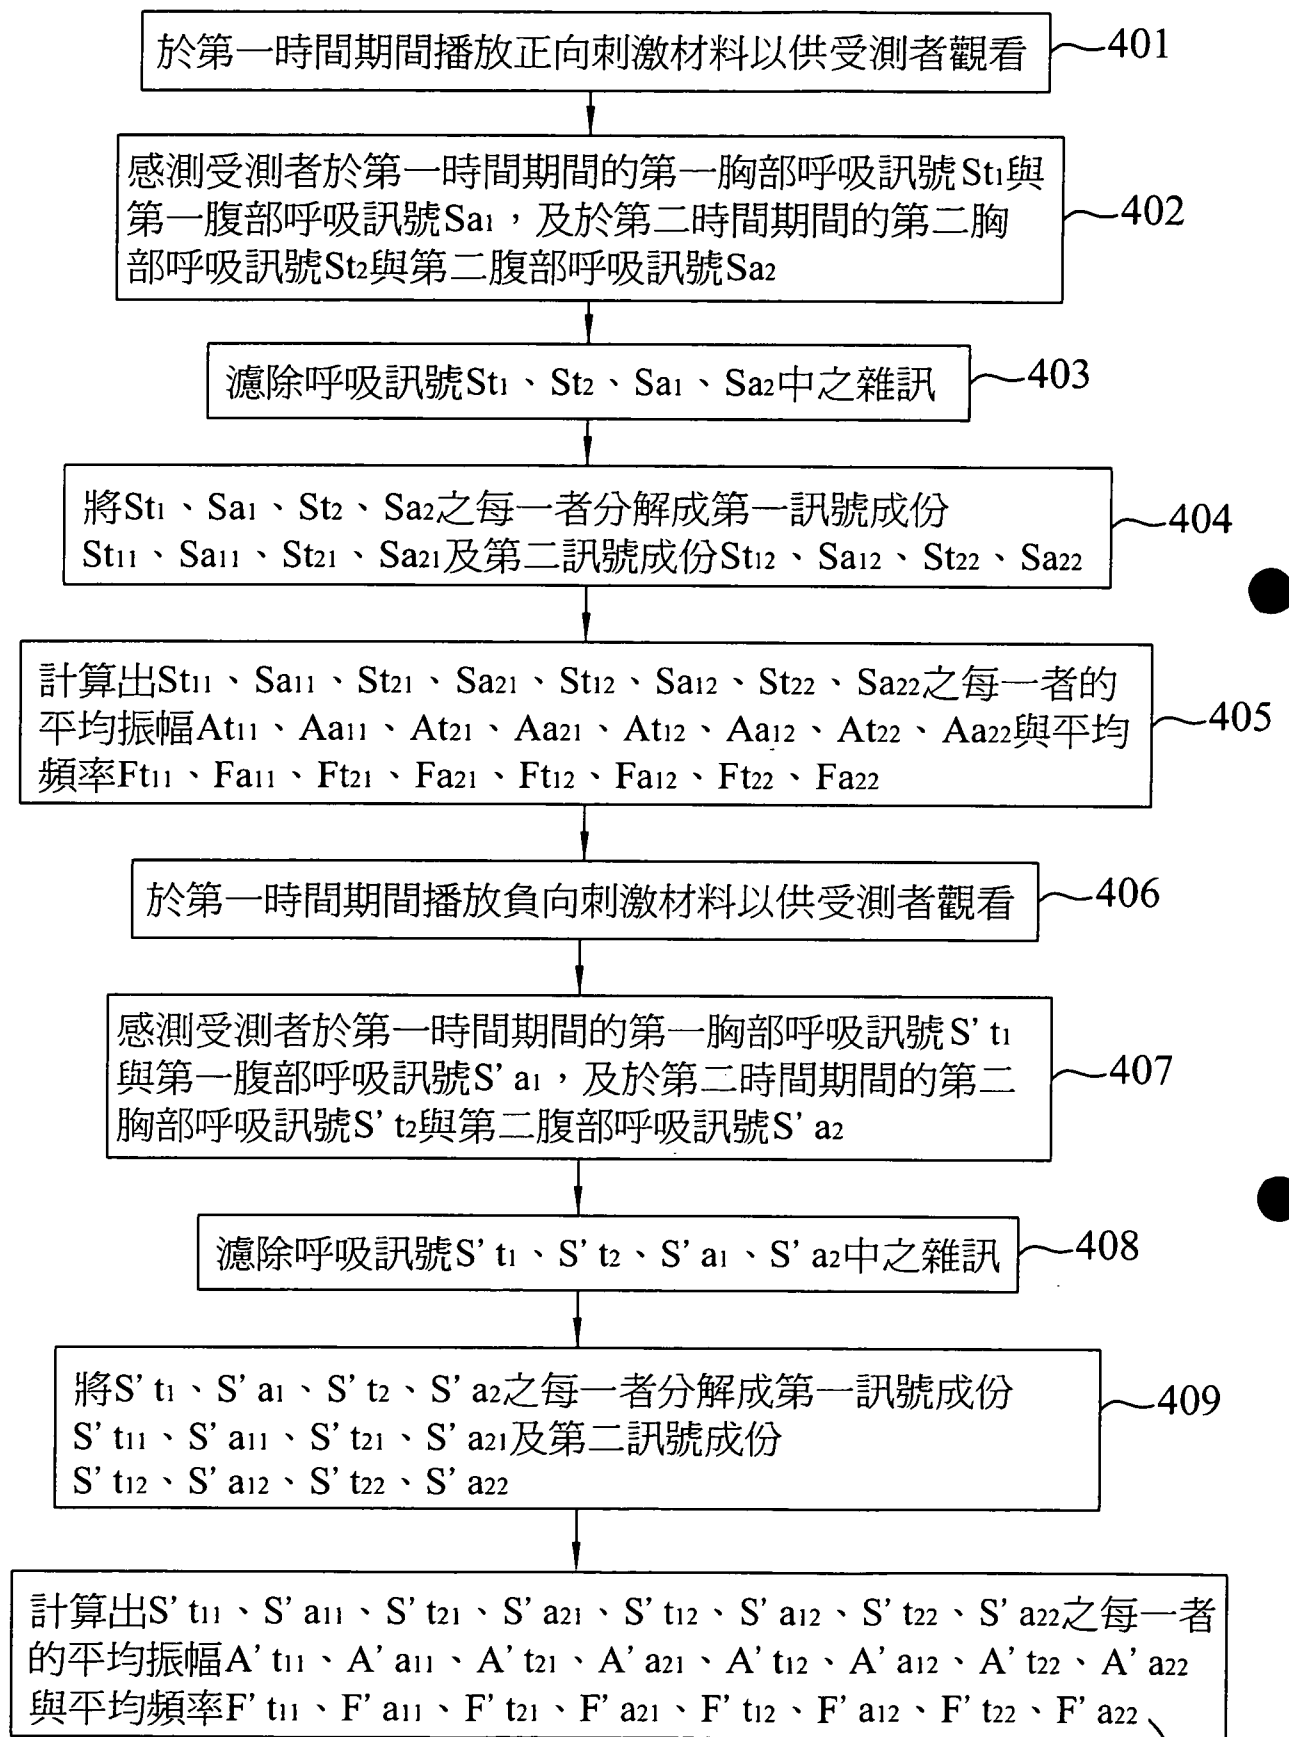 於第一時間期間播放正向刺激材料以供受測者觀看
401
感測受測者於第一時間期間的第一胸部呼吸訊號St1與
第一腹部呼吸訊號Sa1，及於第二時間期間的第二胸
部呼吸訊號St2與第二腹部呼吸訊號Sa2
402
濾除呼吸訊號St1、St2、Sa1、Sa2中之雜訊
403
將St1、Sa1、St2、Sa2之每一者分解成第一訊號成份
St11、Sa11、St21、Sa21及第二訊號成份St12、Sa12、St22、Sa22
404
計算出St11、Sa11、St21、Sa21、St12、Sa12、St22、Sa22之每一者的
平均振幅At11、Aa11、At21、Aa21、At12、Aa12、At22、Aa22與平均
頻率Ft11、Fa11、Ft21、Fa21、Ft12、Fa12、Ft22、Fa22
405
於第一時間期間播放負向刺激材料以供受測者觀看
406
感測受測者於第一時間期間的第一胸部呼吸訊號S't1
與第一腹部呼吸訊號S'a1，及於第二時間期間的第二
胸部呼吸訊號S't2與第二腹部呼吸訊號S'a2
407
濾除呼吸訊號S't1、S't2、S'a1、S'a2中之雜訊
408
將S't1、S'a1、S't2、S'a2之每一者分解成第一訊號成份
S't11、S'a11、S't21、S'a21及第二訊號成份
S't12、S'a12、S't22、S'a22
409
計算出S't11、S'a11、S't21、S'a21、S't12、S'a12、S't22、S'a22之每一者
的平均振幅A't11、A'a11、A't21、A'a21、A't12、A'a12、A't22、A'a22
與平均頻率F't11、F'a11、F't21、F'a21、F't12、F'a12、F't22、F'a22